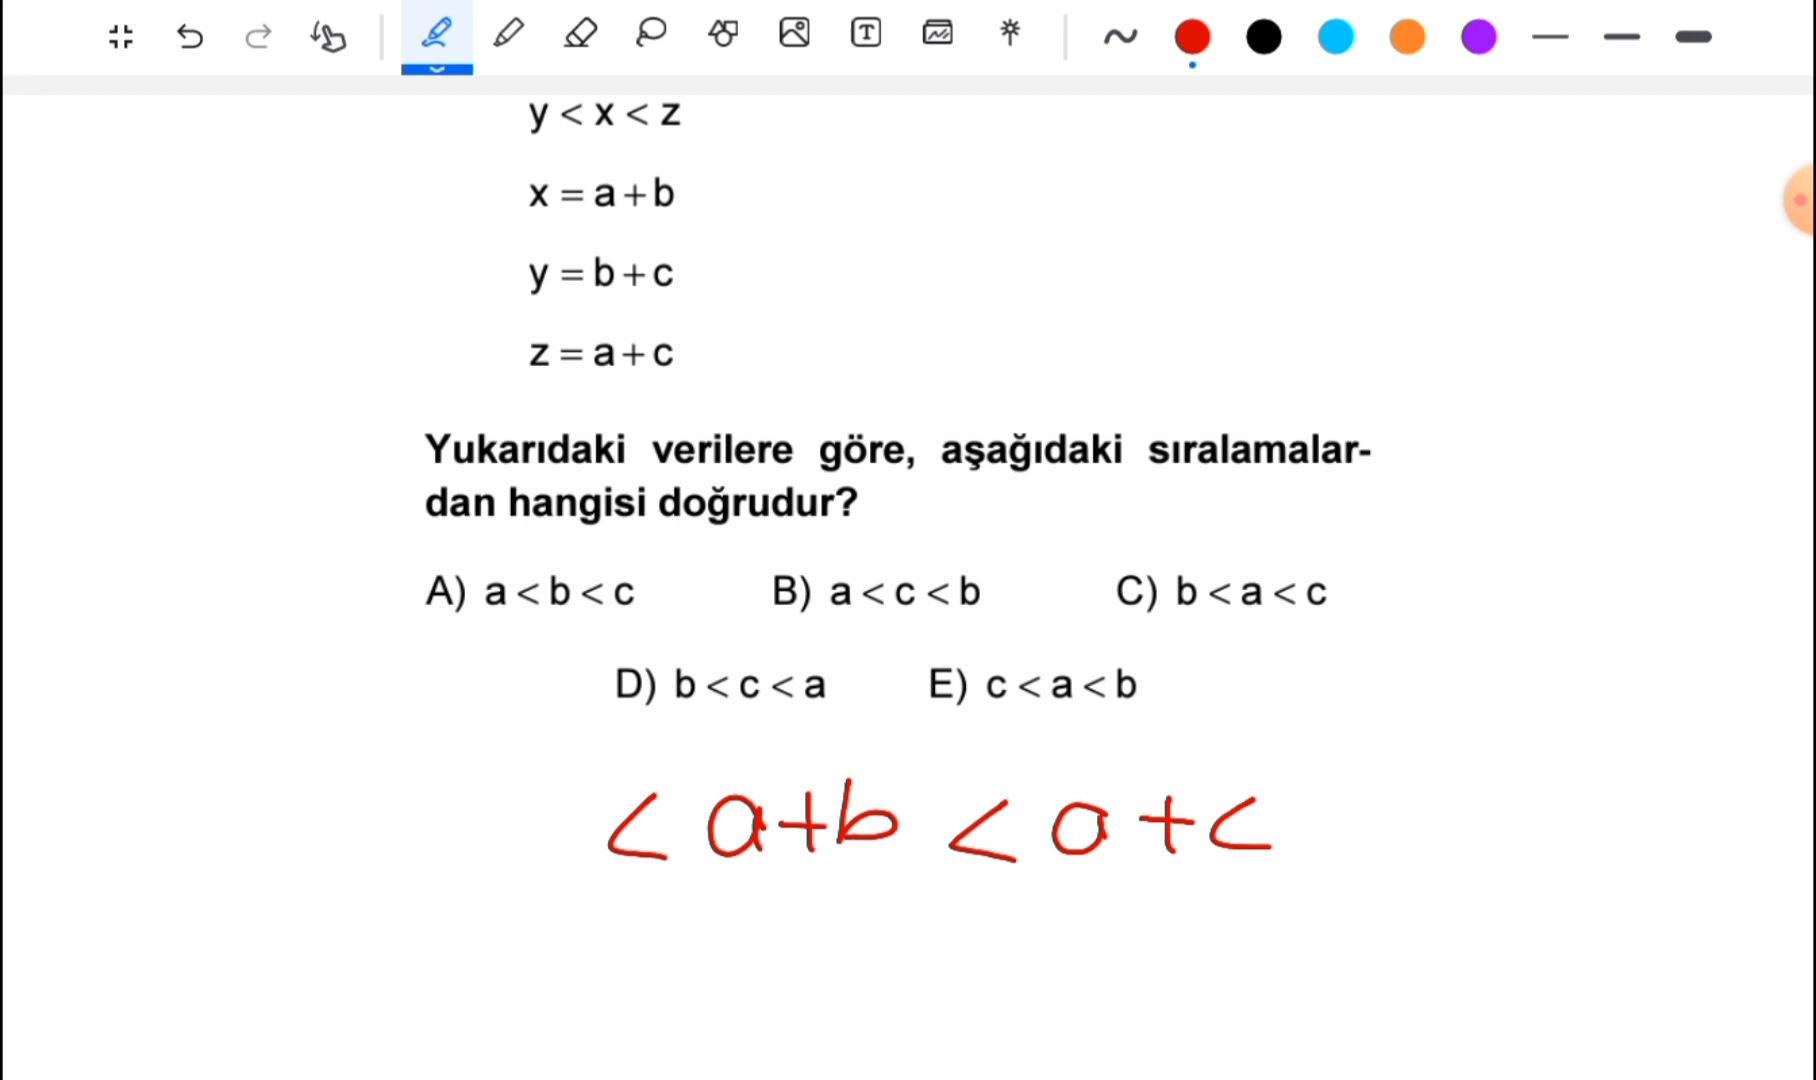 y < x < z
x = a + b
y = b + c
z = a + c
Yukarıdaki verilere göre, aşağıdaki sıralamalar-
dan hangisi doğrudur?
A) a < b < c B) a < c < b C) b < a < c
D) b < c < a E) c < a < b
< a+b < a+c